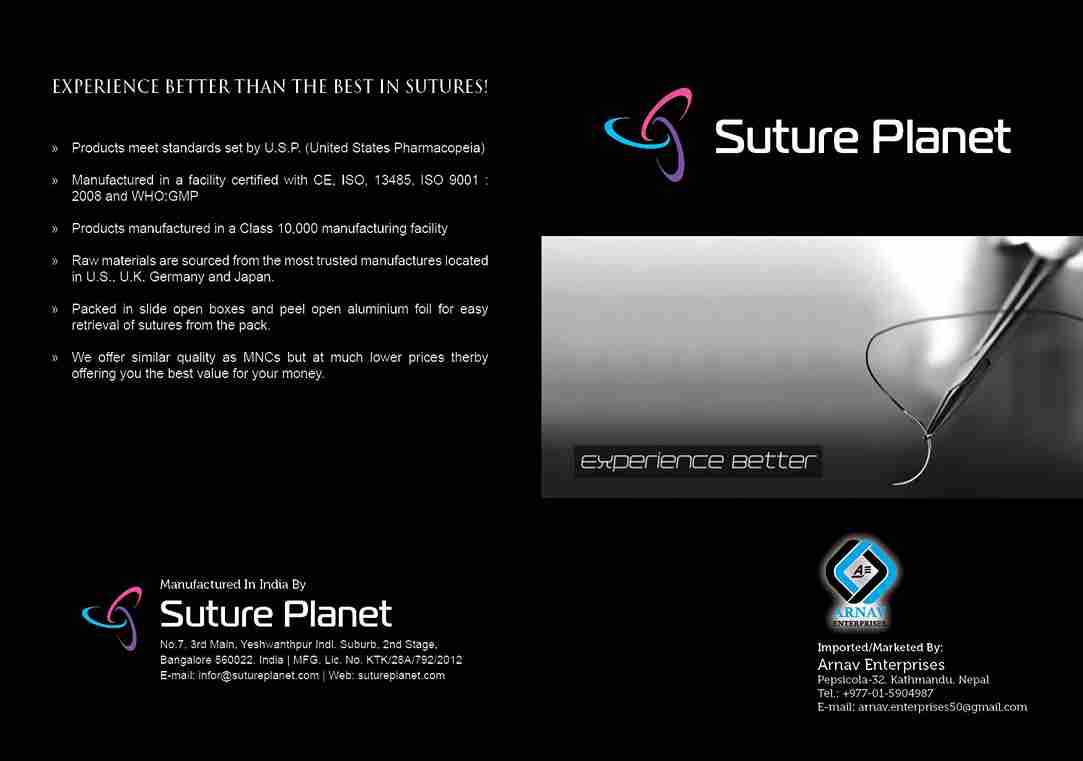 EXPERIENCE BETTER THAN THE BEST IN SUTURES!
» Products meet standards set by U.S.P. (United States Pharmacopeia)
» Manufactured in a facility certified with CE, ISO, 13485, ISO 9001 :
2008 and WHO:GMP
» Products manufactured in a Class 10,000 manufacturing facility
» Raw materials are sourced from the most trusted manufactures located
in U.S., U.K. Germany and Japan.
» Packed in slide open boxes and peel open aluminium foil for easy
retrieval of sutures from the pack.
» We offer similar quality as MNCs but at much lower prices therby
offering you the best value for your money.
Manufactured In India By
Suture Planet
No.7, 3rd Main, Yeshwanthpur Indl. Suburb, 2nd Stage,
Bangalore 560022. India | MFG. Lic. No. KTK/28A/792/2012
E-mail: infor@sutureplanet.com | Web: sutureplanet.com
Suture Planet
Experience Better
AE
ARNAV
ENTERPRISES
Imported/Marketed By:
Arnav Enterprises
Pepsicola-32, Kathmandu, Nepal
Tel.: +977-01-5904987
E-mail: arnav.enterprises50@gmail.com